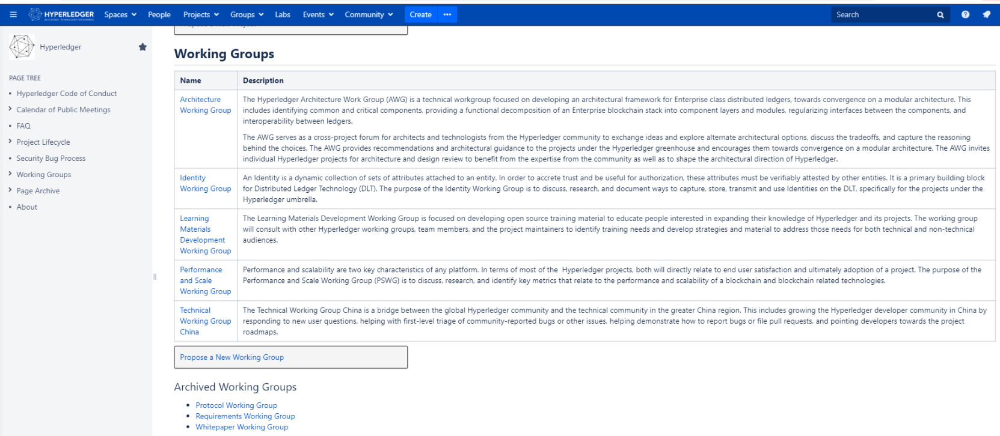 HYPERLEDGER
BLOCKCHAIN TECHNOLOGIES FOR BUSINESS
Spaces People Projects Groups Labs Events Community Create ••• Search
Hyperledger
PAGE TREE
Hyperledger Code of Conduct
Calendar of Public Meetings
FAQ
Project Lifecycle
Security Bug Process
Working Groups
Page Archive
About
Working Groups
Name Description
Architecture
Working Group
The Hyperledger Architecture Work Group (AWG) is a technical workgroup focused on developing an architectural framework for Enterprise class distributed ledgers, towards convergence on a modular architecture. This
includes identifying common and critical components, providing a functional decomposition of an Enterprise blockchain stack into component layers and modules, regularizing interfaces between the components, and
interoperability between ledgers.
The AWG serves as a cross-project forum for architects and technologists from the Hyperledger community to exchange ideas and explore alternate architectural options, discuss the tradeoffs, and capture the reasoning
behind the choices. The AWG provides recommendations and architectural guidance to the projects under the Hyperledger greenhouse and encourages them towards convergence on a modular architecture. The AWG invites
individual Hyperledger projects for architecture and design review to benefit from the expertise from the community as well as to shape the architectural direction of Hyperledger.
Identity
Working Group
An Identity is a dynamic collection of sets of attributes attached to an entity. In order to accrete trust and be useful for authorization, these attributes must be verifiably attested by other entities. It is a primary building block
for Distributed Ledger Technology (DLT). The purpose of the Identity Working Group is to discuss, research, and document ways to capture, store, transmit and use Identities on the DLT, specifically for the projects under the
Hyperledger umbrella.
Learning
Materials
Development
Working Group
The Learning Materials Development Working Group is focused on developing open source training material to educate people interested in expanding their knowledge of Hyperledger and its projects. The working group
will consult with other Hyperledger working groups, team members, and the project maintainers to identify training needs and develop strategies and material to address those needs for both technical and non-technical
audiences.
Performance
and Scale
Working Group
Performance and scalability are two key characteristics of any platform. In terms of most of the Hyperledger projects, both will directly relate to end user satisfaction and ultimately adoption of a project. The purpose of the
Performance and Scale Working Group (PSWG) is to discuss, research, and identify key metrics that relate to the performance and scalability of a blockchain and blockchain related technologies.
Technical
Working Group
China
The Technical Working Group China is a bridge between the global Hyperledger community and the technical community in the greater China region. This includes growing the Hyperledger developer community in China by
responding to new user questions, helping with first-level triage of community-reported bugs or other issues, helping demonstrate how to report bugs or file pull requests, and pointing developers towards the project
roadmaps.
Propose a New Working Group
Archived Working Groups
Protocol Working Group
Requirements Working Group
Whitepaper Working Group